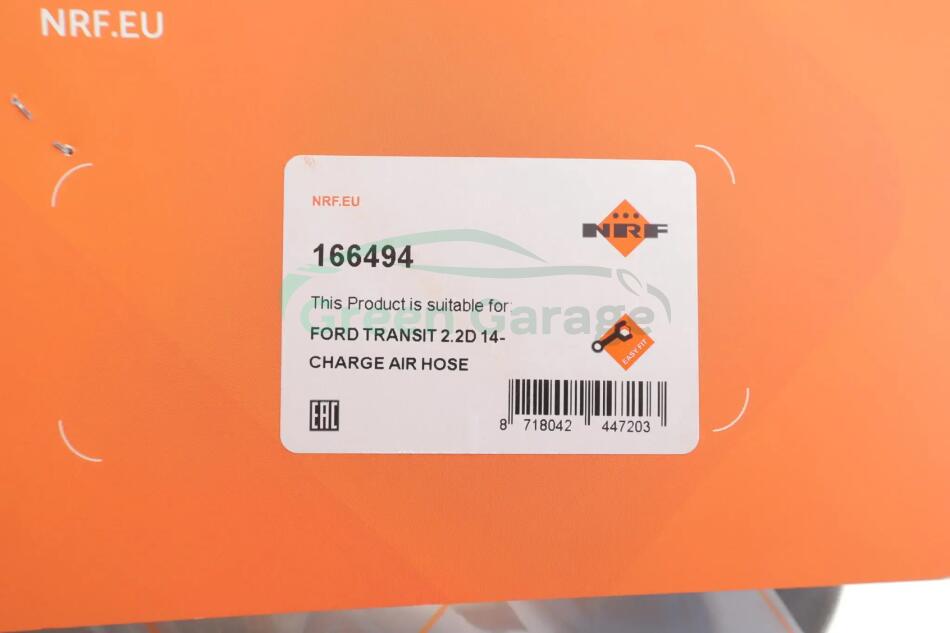 NRF.EU
NRF.EU
NRF
166494
This Product is suitable for:
Green Garage
FORD TRANSIT 2.2D 14-
CHARGE AIR HOSE
EASY FIT
EAC
8 718042 447203